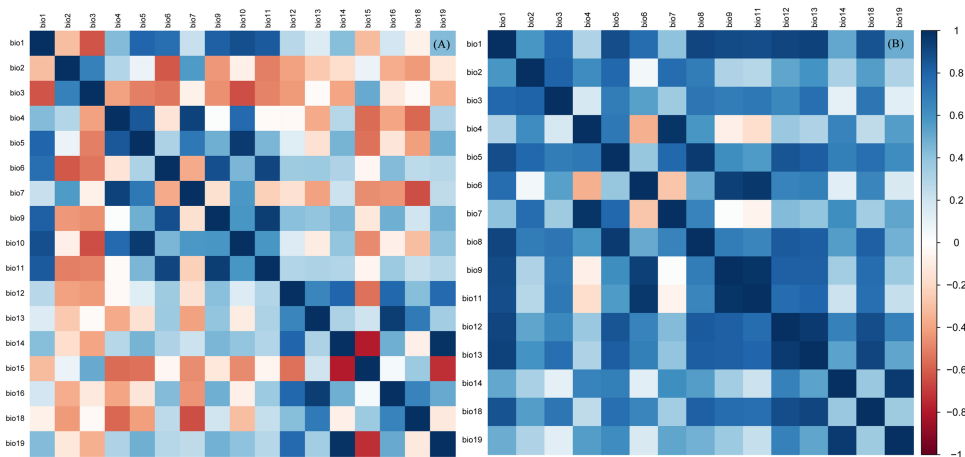 bio1 bio2 bio3 bio4 bio5 bio6 bio7 bio9 bio10 bio11 bio12 bio13 bio14 bio15 bio16 bio18 bio19
(A)
bio1
bio2
bio3
bio4
bio5
bio6
bio7
bio9
bio10
bio11
bio12
bio13
bio14
bio15
bio16
bio18
bio19
bio1 bio2 bio3 bio4 bio5 bio6 bio7 bio8 bio9 bio11 bio12 bio13 bio14 bio18 bio19
(B)
bio1
bio2
bio3
bio4
bio5
bio6
bio7
bio8
bio9
bio11
bio12
bio13
bio14
bio18
bio19
1
0.8
0.6
0.4
0.2
0
-0.2
-0.4
-0.6
-0.8
-1